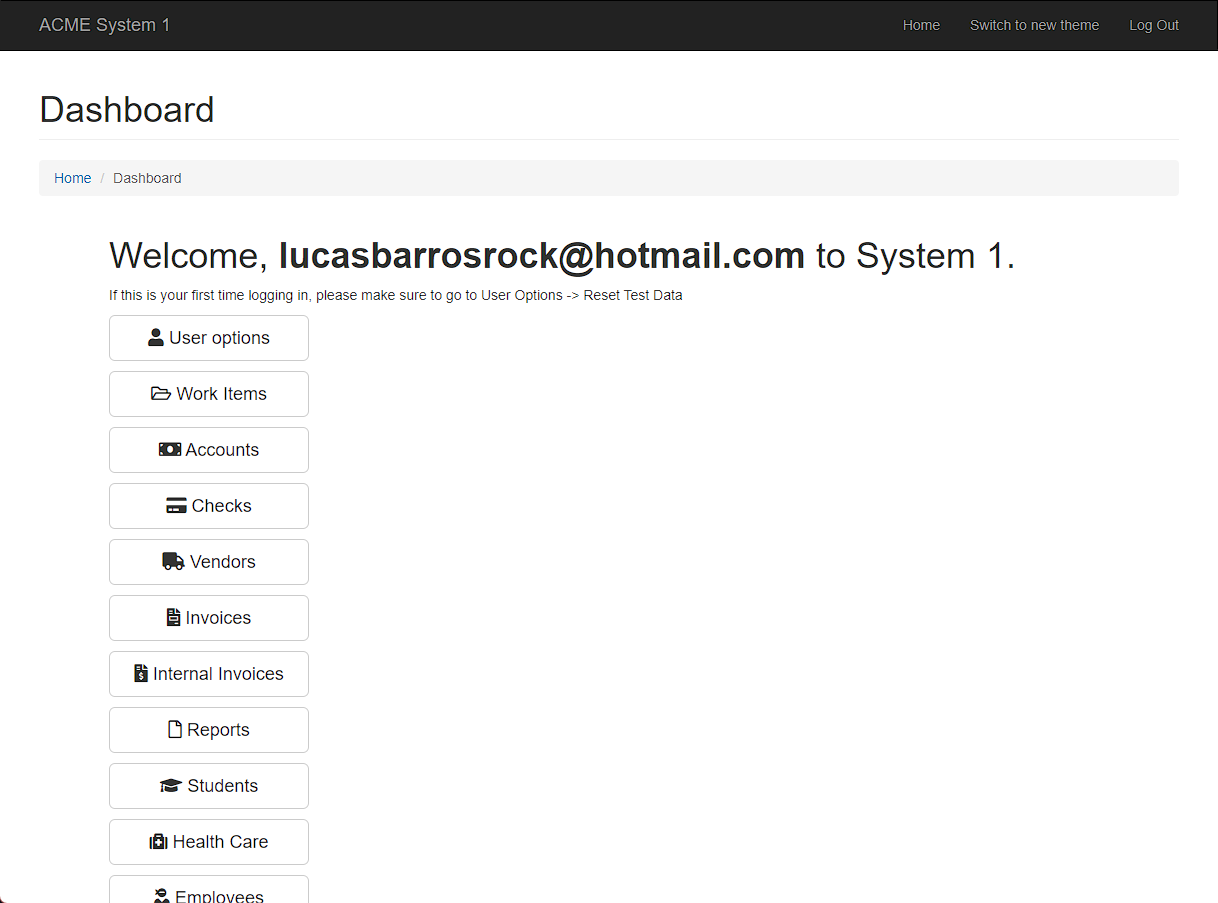 ACME System 1 Home Switch to new theme Log Out
Dashboard
Home / Dashboard
Welcome, lucasbarrosrock@hotmail.com to System 1.
If this is your first time logging in, please make sure to go to User Options -> Reset Test Data
User options
Work Items
Accounts
Checks
Vendors
Invoices
Internal Invoices
Reports
Students
Health Care
Employees